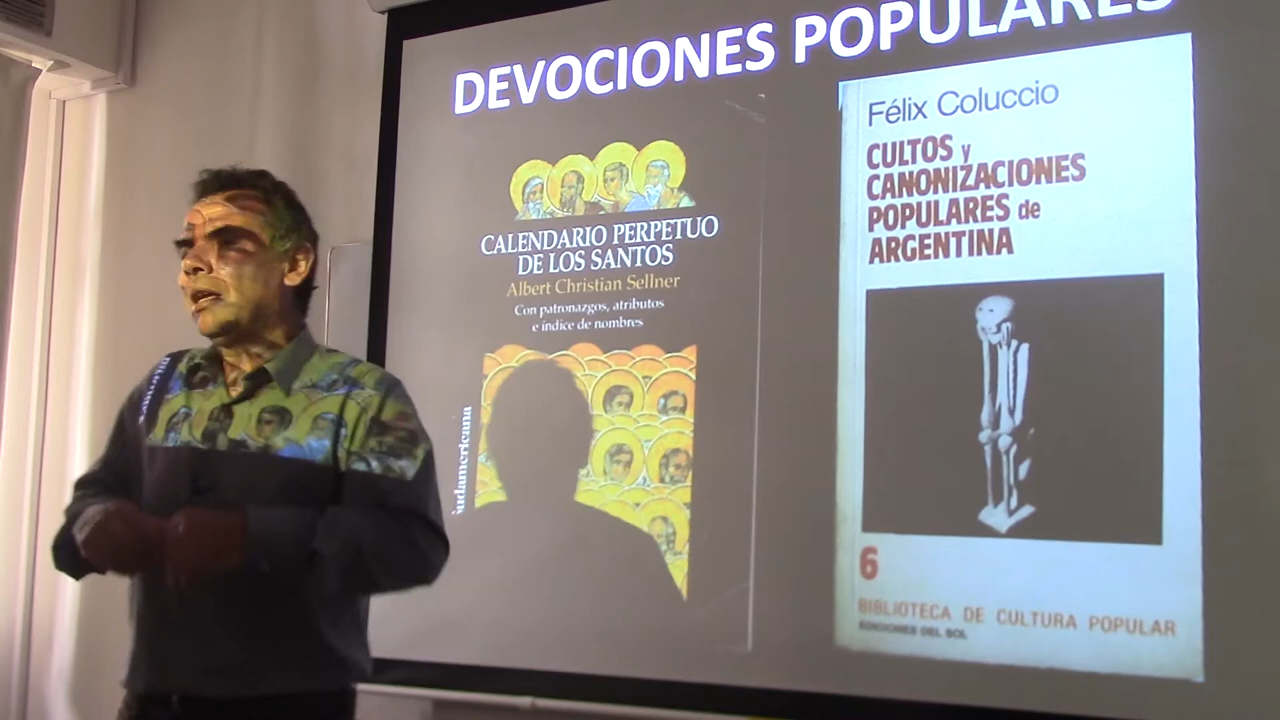 DEVOCIONES POPULARES
CALENDARIO PERPETUO
DE LOS SANTOS
Albert Christian Sellner
Con patronazgos, atributos
e índice de nombres
Félix Coluccio
CULTOS y
CANONIZACIONES
POPULARES de
ARGENTINA
6
BIBLIOTECA DE CULTURA POPULAR
EDICIONES DEL SOL